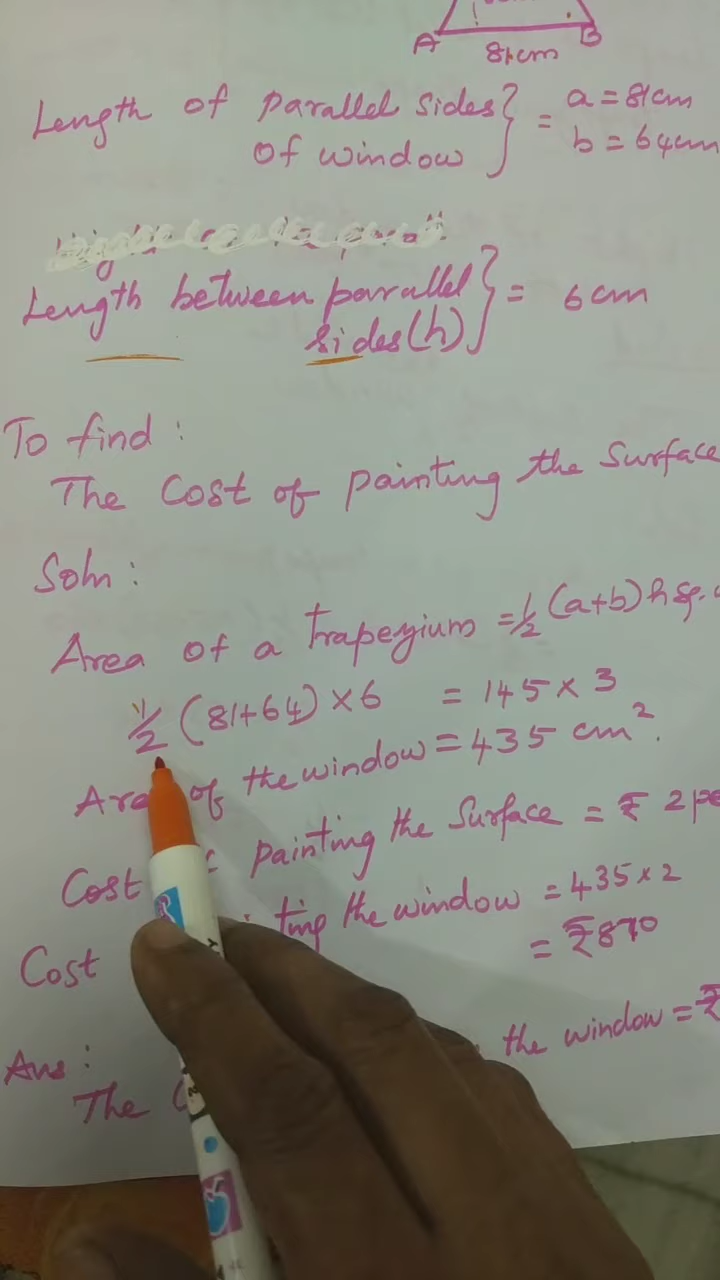 A B
81cm
Length of parallel sides } = a = 81cm
of window b = 64cm
Length between parallel } = 6cm
sides (h)
To find :
The Cost of painting the Surface
Soln :
Area of a trapezium = 1/2 (a+b) h sq.
1/2 (81+64) × 6 = 145 × 3
Area of the window = 435 cm².
Cost painting the Surface = ₹ 2
Cost the window = 435 × 2
= ₹870
Ans : the window = ₹
The